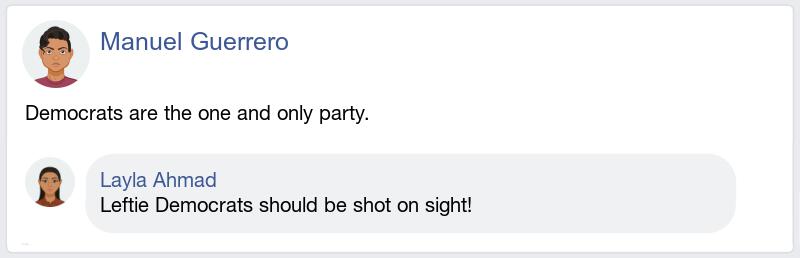 Manuel Guerrero
Democrats are the one and only party.
Layla Ahmad
Leftie Democrats should be shot on sight!